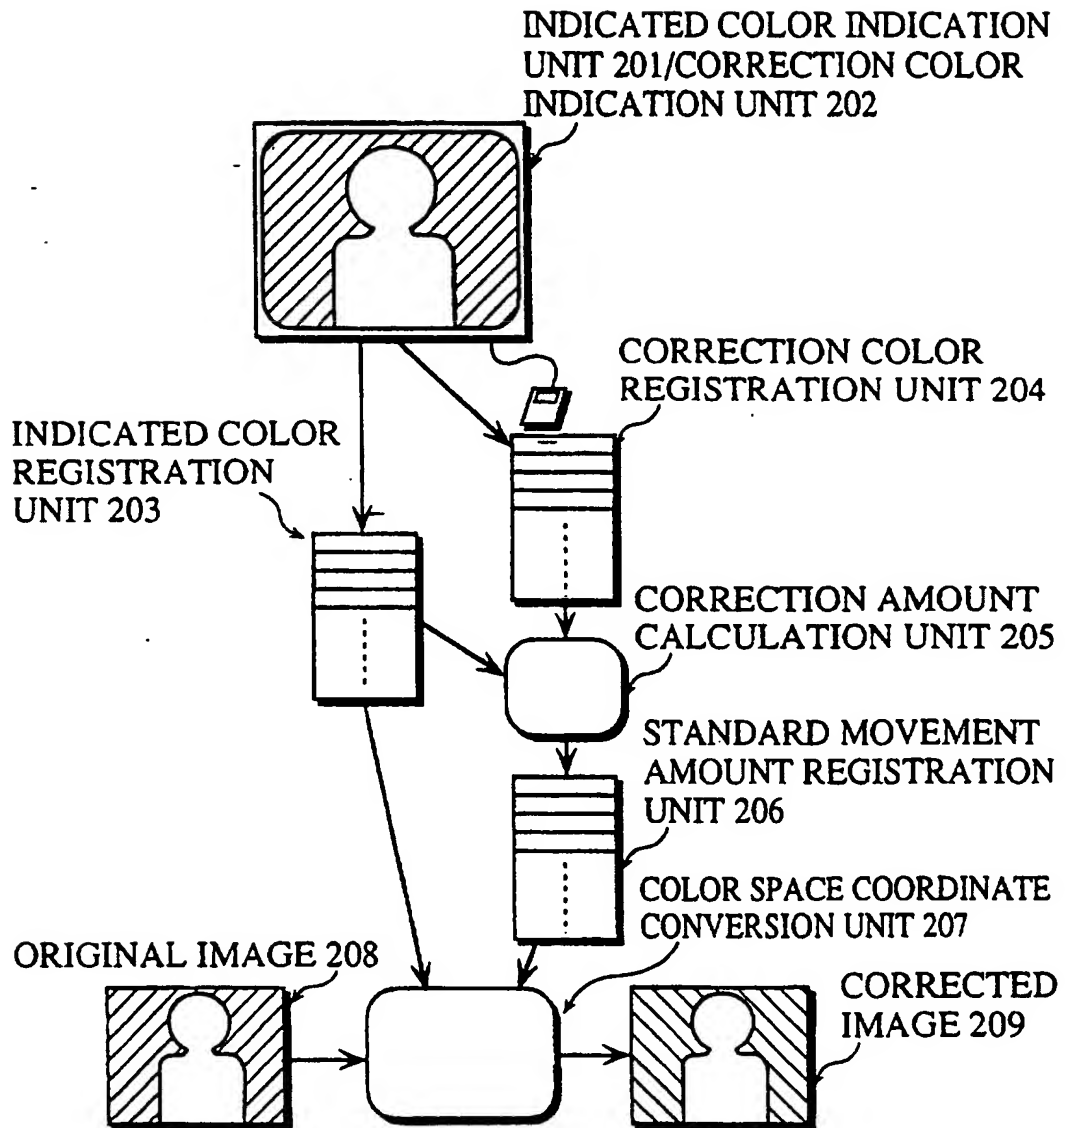 INDICATED COLOR INDICATION
UNIT 201/CORRECTION COLOR
INDICATION UNIT 202
CORRECTION COLOR
REGISTRATION UNIT 204
INDICATED COLOR
REGISTRATION
UNIT 203
CORRECTION AMOUNT
CALCULATION UNIT 205
STANDARD MOVEMENT
AMOUNT REGISTRATION
UNIT 206
COLOR SPACE COORDINATE
CONVERSION UNIT 207
ORIGINAL IMAGE 208
CORRECTED
IMAGE 209